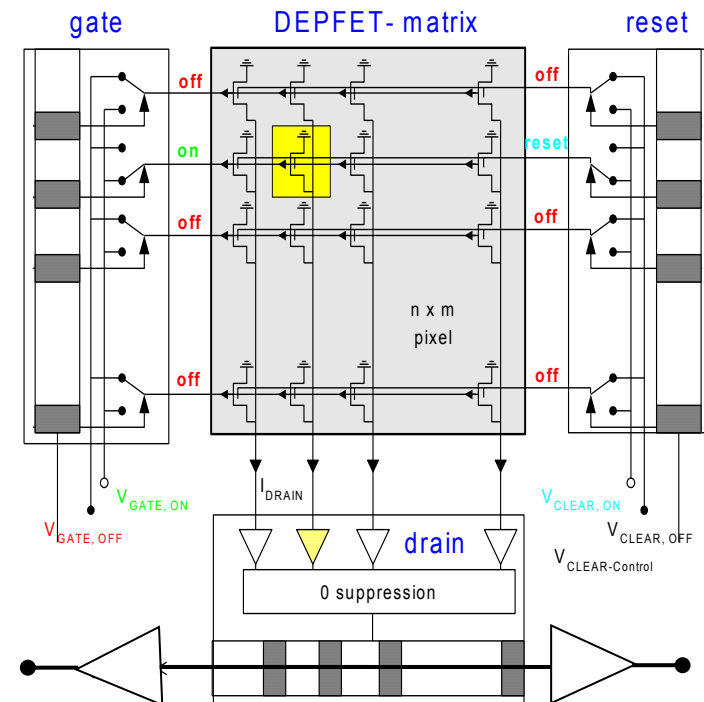 gate
DEPFET- matrix
reset
off
off
on
reset
off
off
n x m
pixel
off
off
I DRAIN
V GATE, ON
V GATE, OFF
V CLEAR, ON
V CLEAR, OFF
V CLEAR-Control
drain
0 suppression